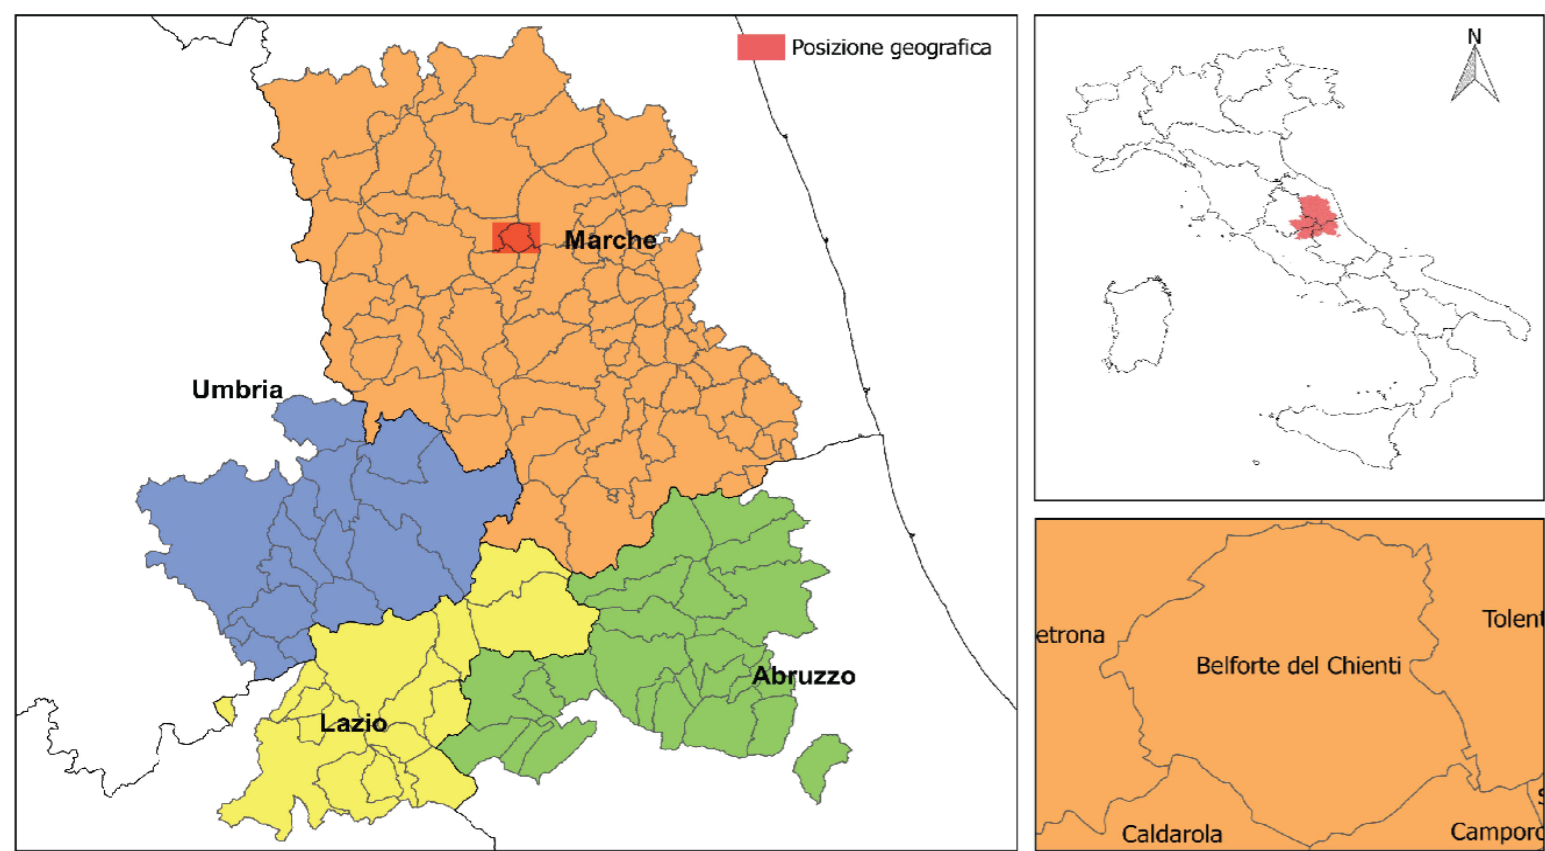 Posizione geografica
Marche
Umbria
Abruzzo
Lazio
N
etrona
Tolent
Belforte del Chienti
Caldarola
Camporo